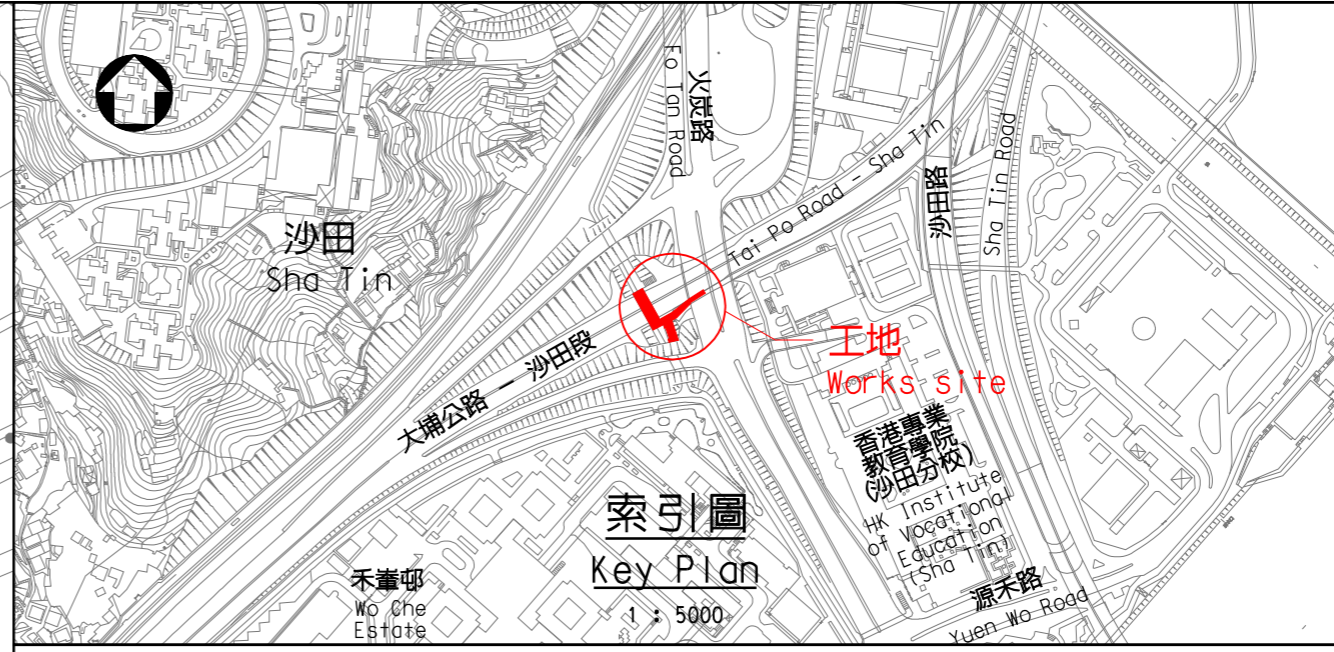 火炭路
Fo Tan Road
沙田
Sha Tin
Tai Po Road - Sha Tin
沙田路
Sha Tin Road
大埔公路 - 沙田段
工地
Works site
香港專業
教育學院
(沙田分校)
HK Institute
of Vocational
Education
(Sha Tin)
索引圖
Key Plan
1 : 5000
禾輋邨
Wo Che
Estate
源禾路
Yuen Wo Road